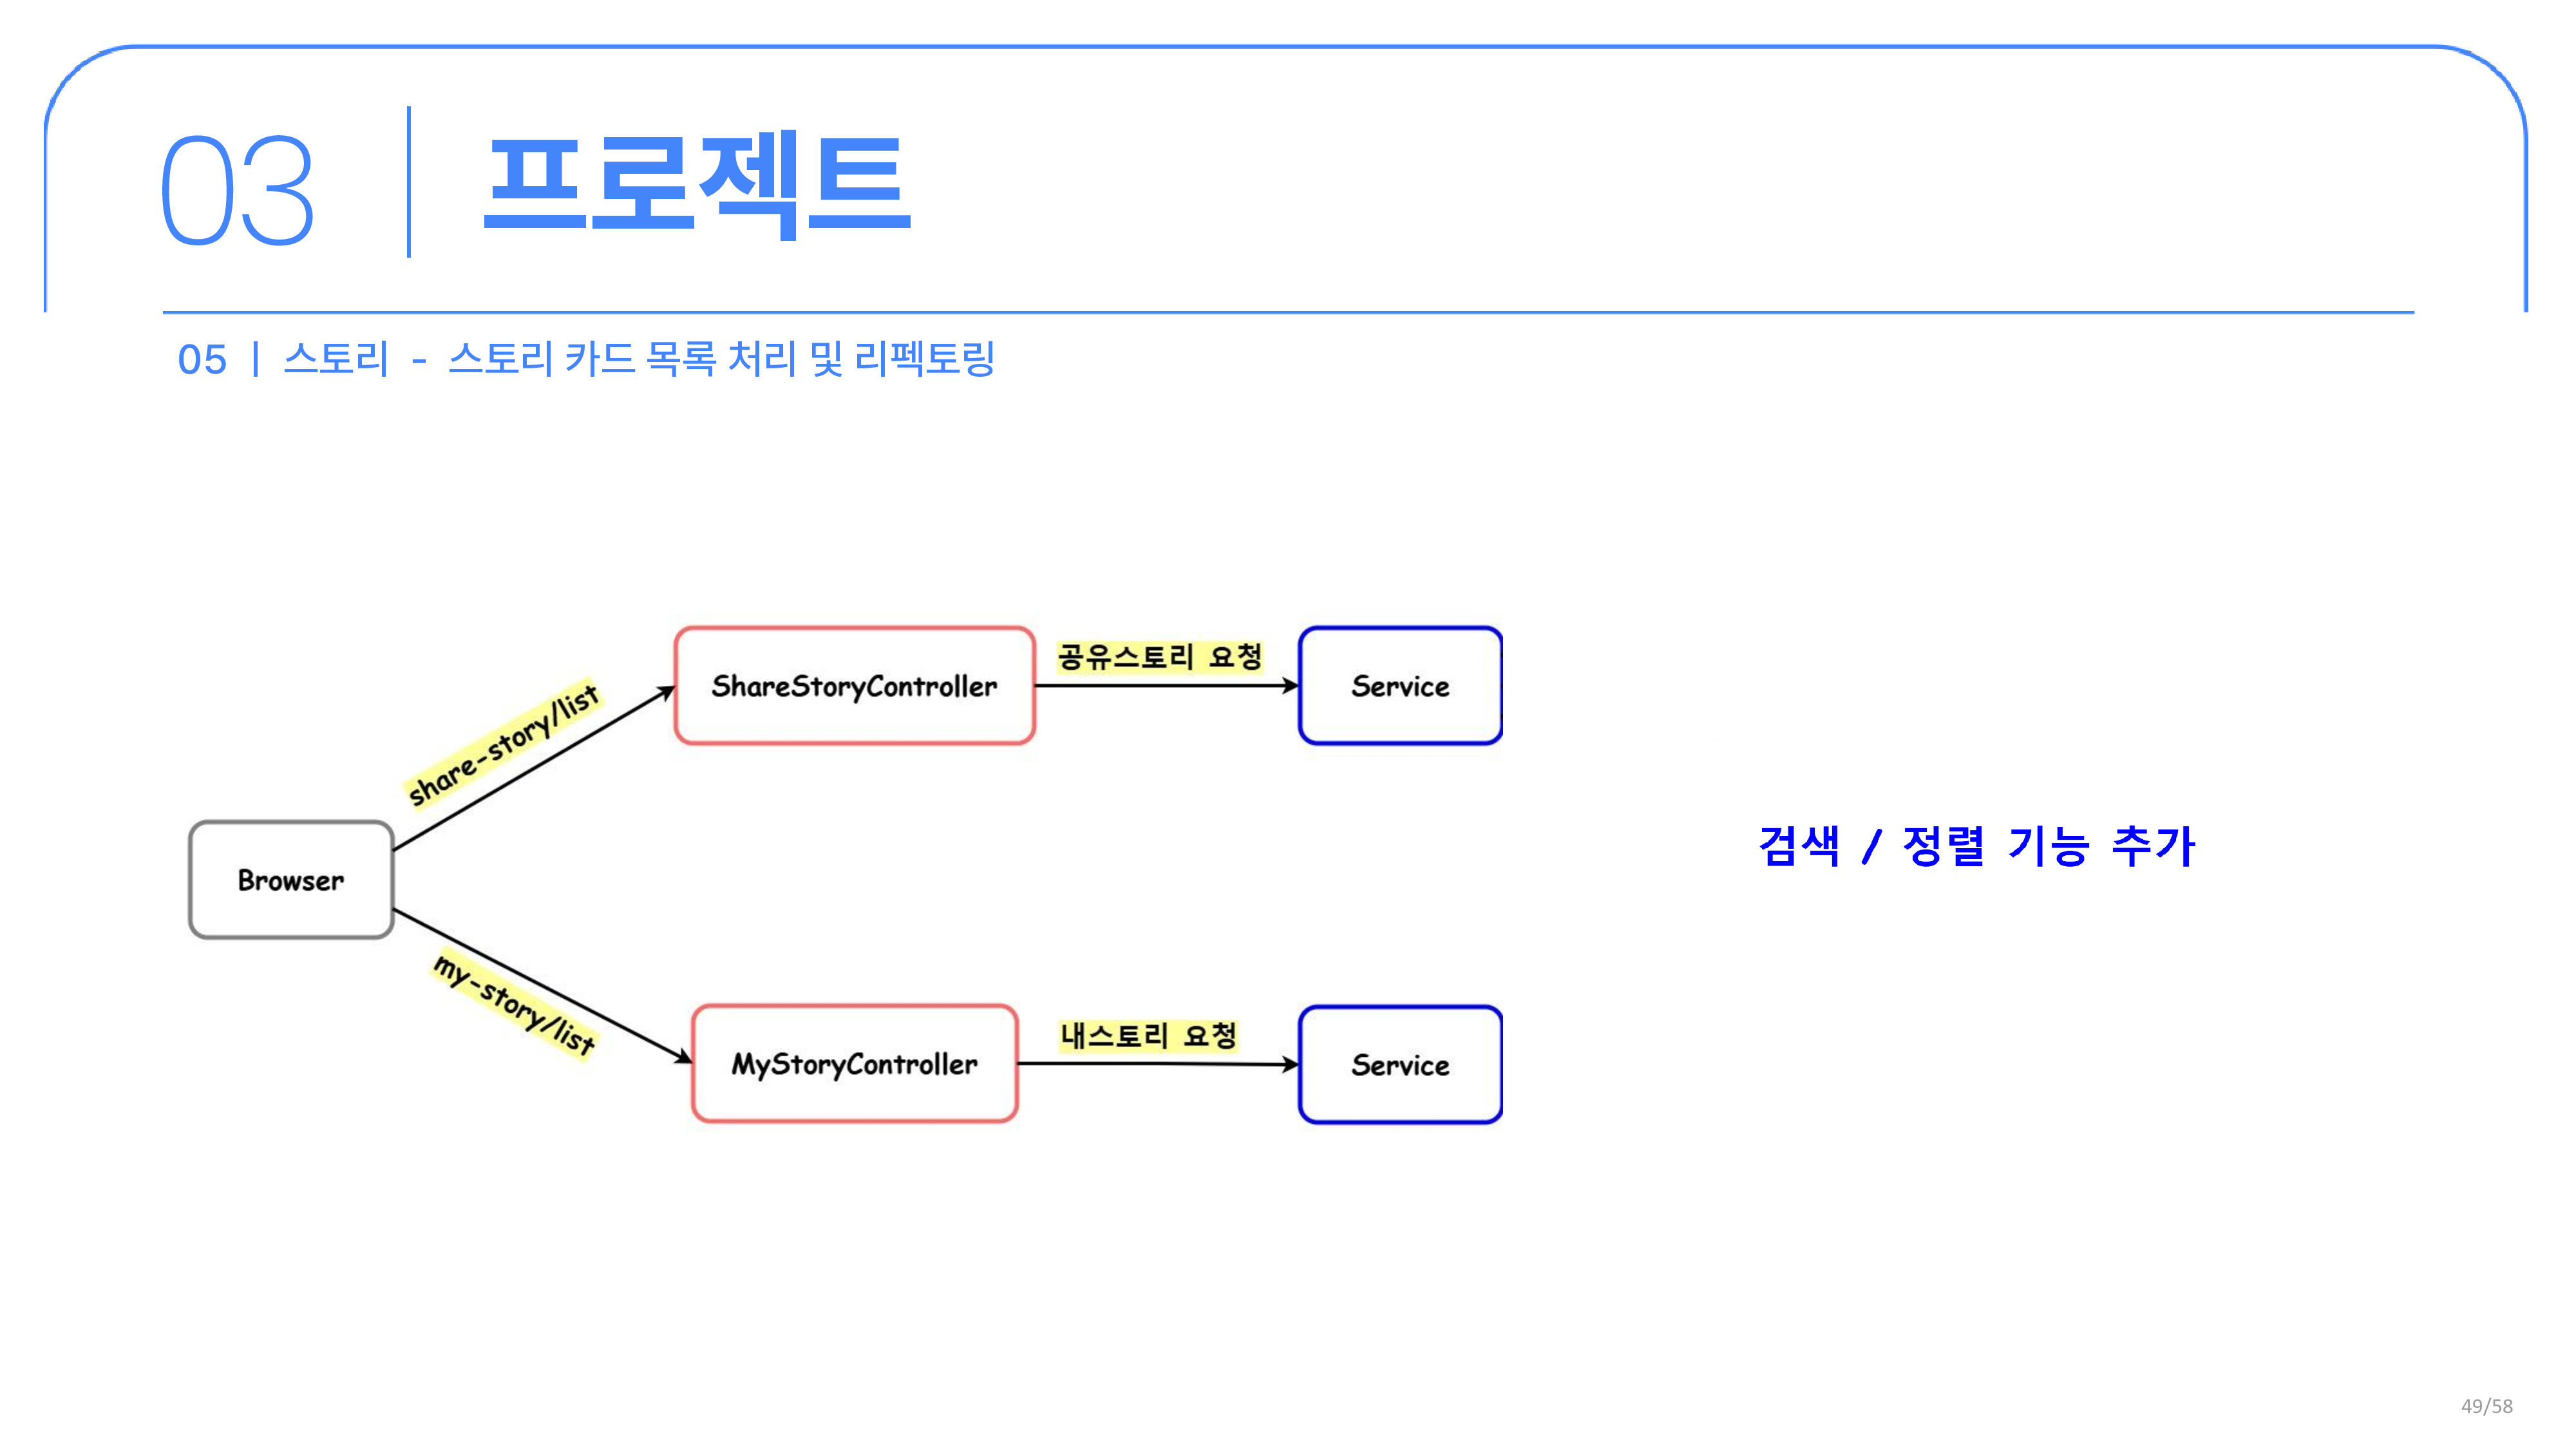 03 | 프로젝트
05 | 스토리 - 스토리 카드 목록 처리 및 리펙토링
share-story/list
ShareStoryController
공유스토리 요청
Service
Browser
검색 / 정렬 기능 추가
my-story/list
MyStoryController
내스토리 요청
Service
49/58